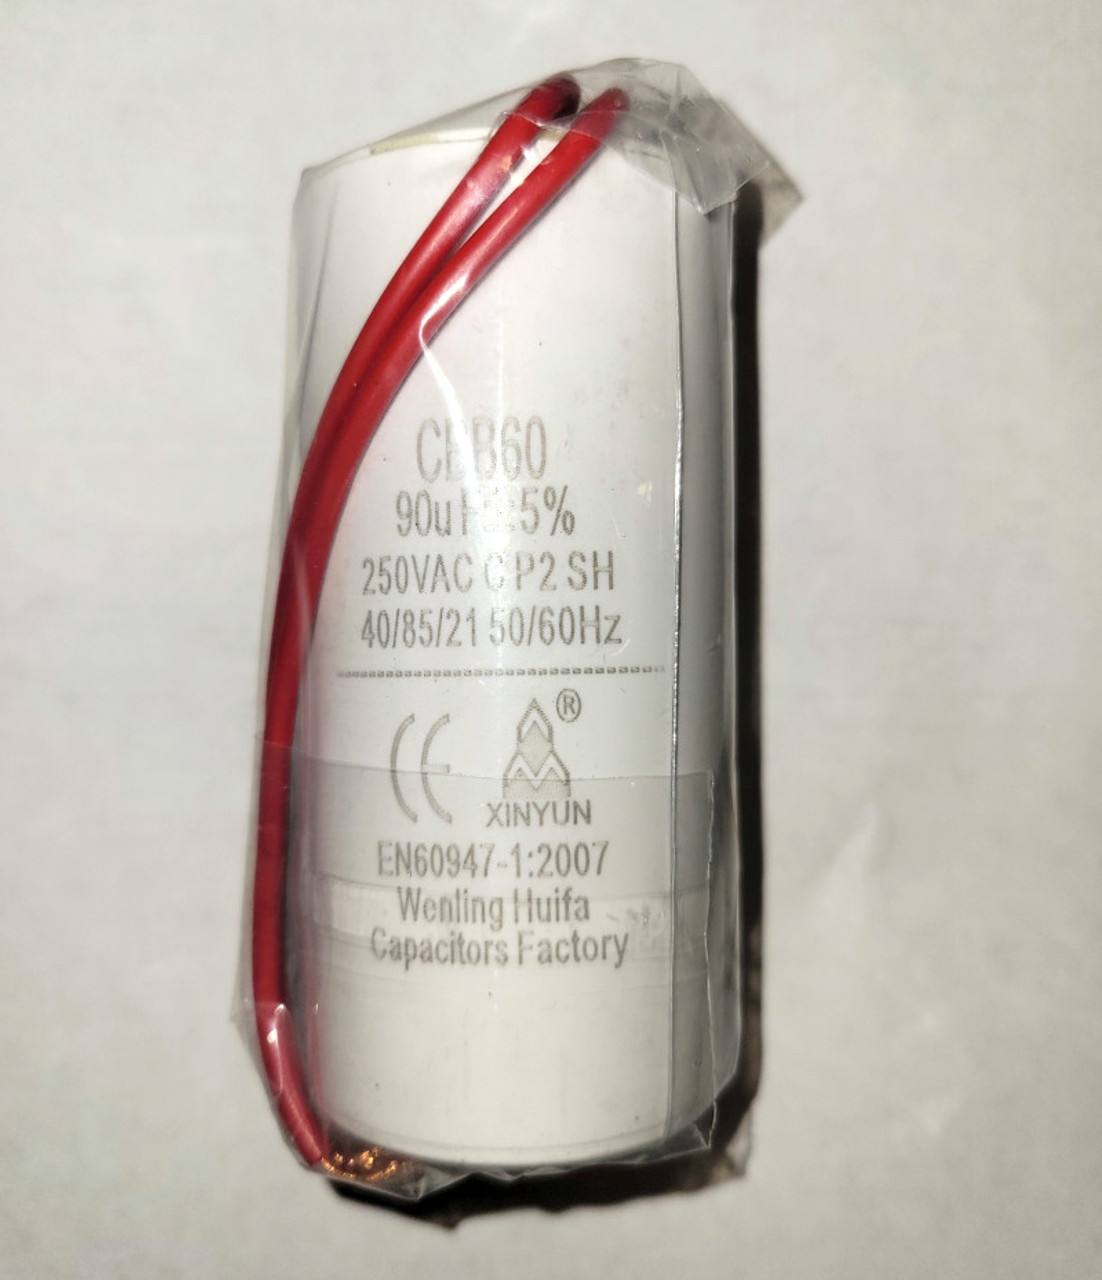 CBB60
90uF±5%
250VAC C P2 SH
40/85/21 50/60Hz
CE ®
XINYUN
EN60947-1:2007
Wenling Huifa
Capacitors Factory